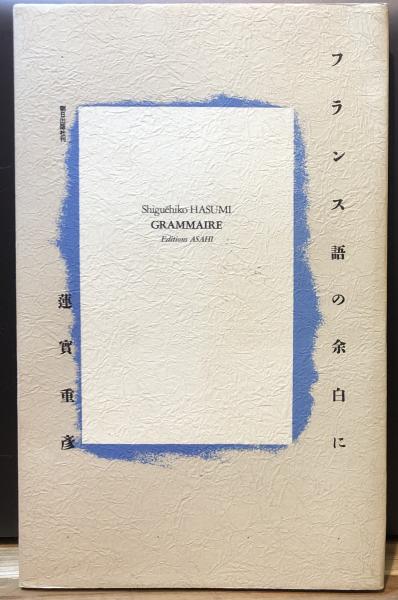 フランス語の余白に
Shiguéhiko HASUMI
GRAMMAIRE
Editions ASAHI
蓮實重彥
朝日出版社刊